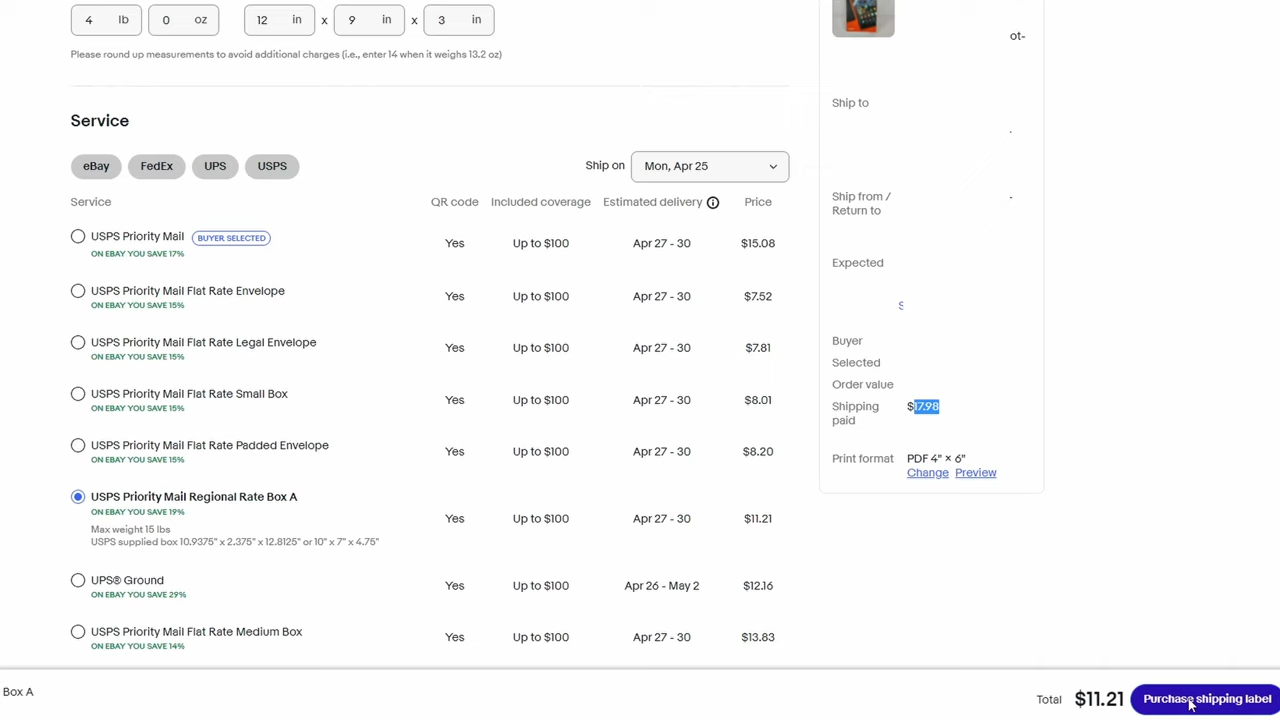 4 lb 0 oz 12 in x 9 in x 3 in
Please round up measurements to avoid additional charges (i.e., enter 14 when it weighs 13.2 oz)
Service
eBay FedEx UPS USPS Ship on Mon, Apr 25
Service QR code Included coverage Estimated delivery Price
USPS Priority Mail BUYER SELECTED
ON EBAY YOU SAVE 17%
Yes Up to $100 Apr 27 - 30 $15.08
USPS Priority Mail Flat Rate Envelope
ON EBAY YOU SAVE 15%
Yes Up to $100 Apr 27 - 30 $7.52
USPS Priority Mail Flat Rate Legal Envelope
ON EBAY YOU SAVE 15%
Yes Up to $100 Apr 27 - 30 $7.81
USPS Priority Mail Flat Rate Small Box
ON EBAY YOU SAVE 15%
Yes Up to $100 Apr 27 - 30 $8.01
USPS Priority Mail Flat Rate Padded Envelope
ON EBAY YOU SAVE 15%
Yes Up to $100 Apr 27 - 30 $8.20
USPS Priority Mail Regional Rate Box A
ON EBAY YOU SAVE 19%
Max weight 15 lbs
USPS supplied box 10.9375" x 2.375" x 12.8125" or 10" x 7" x 4.75"
Yes Up to $100 Apr 27 - 30 $11.21
UPS® Ground
ON EBAY YOU SAVE 29%
Yes Up to $100 Apr 26 - May 2 $12.16
USPS Priority Mail Flat Rate Medium Box
ON EBAY YOU SAVE 14%
Yes Up to $100 Apr 27 - 30 $13.83
ot-
Ship to
Ship from /
Return to
Expected
S
Buyer
Selected
Order value
Shipping
paid
$17.98
Print format PDF 4" × 6"
Change Preview
Box A
Total $11.21 Purchase shipping label